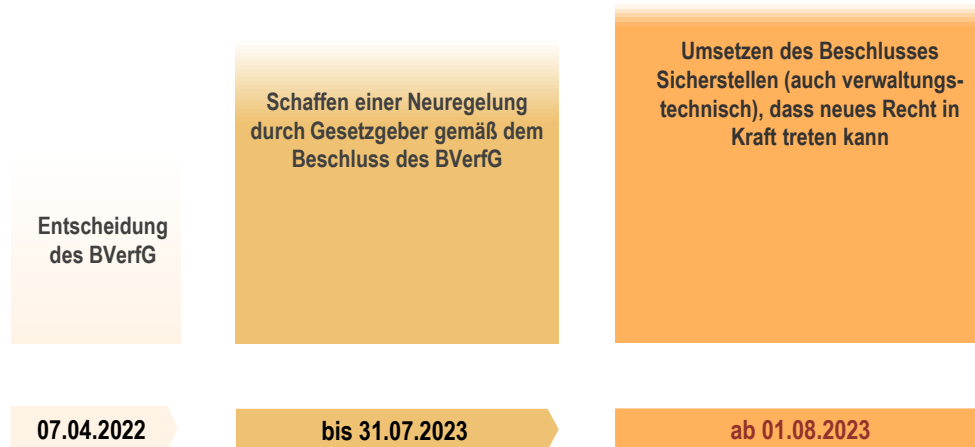 Entscheidung
des BVerfG
Schaffen einer Neuregelung
durch Gesetzgeber gemäß dem
Beschluss des BVerfG
Umsetzen des Beschlusses
Sicherstellen (auch verwaltungs-
technisch), dass neues Recht in
Kraft treten kann
07.04.2022
bis 31.07.2023
ab 01.08.2023